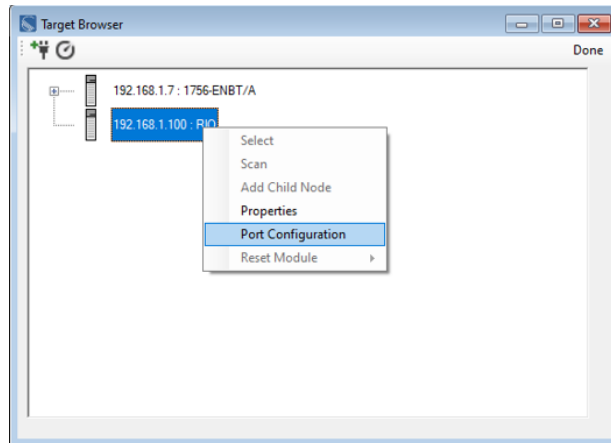 Target Browser
Done
192.168.1.7 : 1756-ENBT/A
192.168.1.100 : RIO
Select
Scan
Add Child Node
Properties
Port Configuration
Reset Module